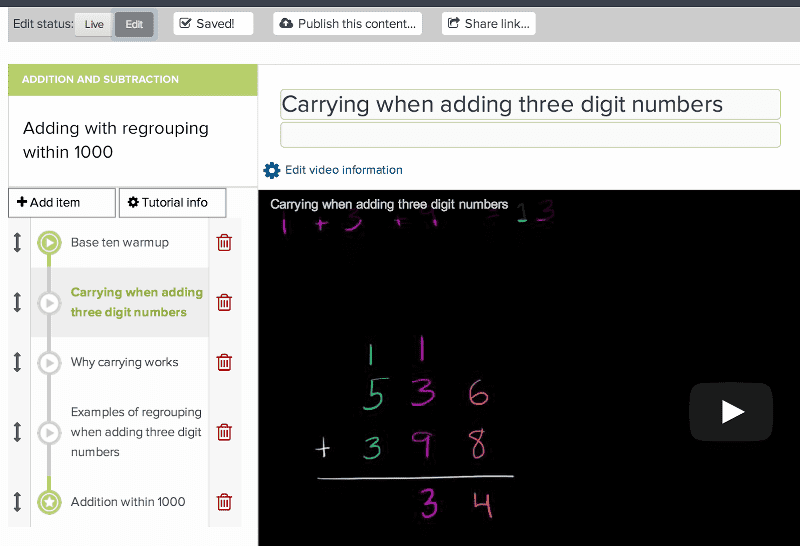 Edit status: Live Edit Saved! Publish this content... Share link...
ADDITION AND SUBTRACTION
Adding with regrouping
within 1000
Add item Tutorial info
Base ten warmup
Carrying when adding
three digit numbers
Why carrying works
Examples of regrouping
when adding three digit
numbers
Addition within 1000
Carrying when adding three digit numbers
Edit video information
Carrying when adding three digit numbers
1 + 3 + 9 = 13
1 1
5 3 6
+ 3 9 8
3 4